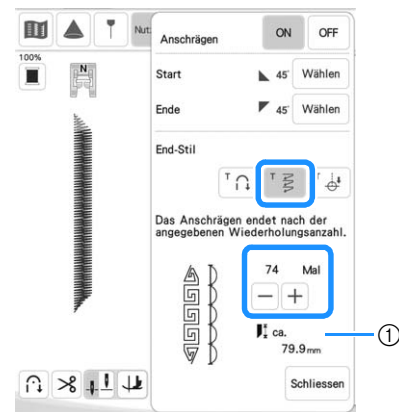 Nut
Anschrägen
ON
OFF
100%
N
Start
45°
Wählen
Ende
45°
Wählen
End-Stil
T
T
T
Das Anschrägen endet nach der
angegebenen Wiederholungsanzahl.
74 Mal
− +
ca.
①
79.9mm
Schliessen